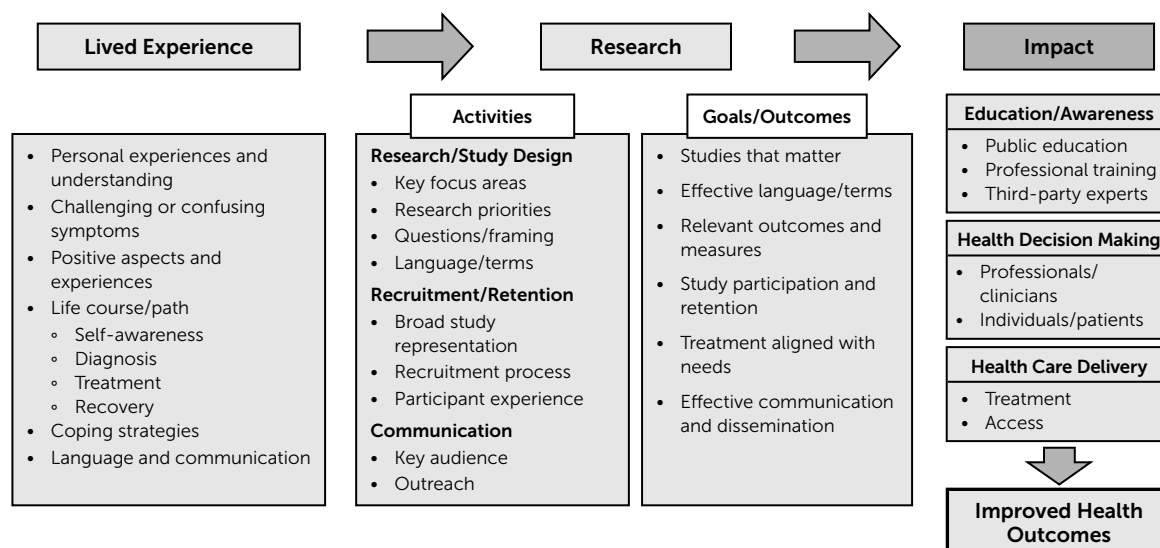 Lived Experience
Research
Impact
• Personal experiences and
understanding
• Challenging or confusing
symptoms
• Positive aspects and
experiences
• Life course/path
° Self-awareness
° Diagnosis
° Treatment
° Recovery
• Coping strategies
• Language and communication
Activities
Research/Study Design
• Key focus areas
• Research priorities
• Questions/framing
• Language/terms
Recruitment/Retention
• Broad study
representation
• Recruitment process
• Participant experience
Communication
• Key audience
• Outreach
Goals/Outcomes
• Studies that matter
• Effective language/terms
• Relevant outcomes and
measures
• Study participation and
retention
• Treatment aligned with
needs
• Effective communication
and dissemination
Education/Awareness
• Public education
• Professional training
• Third-party experts
Health Decision Making
• Professionals/
clinicians
• Individuals/patients
Health Care Delivery
• Treatment
• Access
Improved Health
Outcomes